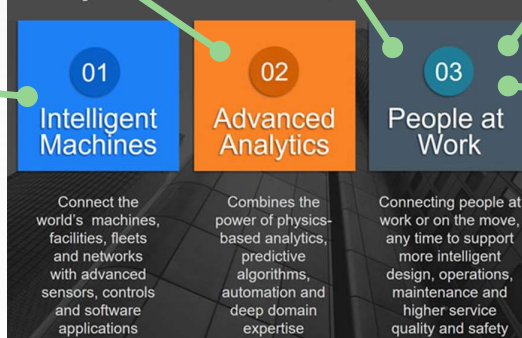 01
Intelligent
Machines
Connect the
world's machines,
facilities, fleets
and networks
with advanced
sensors, controls
and software
applications
02
Advanced
Analytics
Combines the
power of physics-
based analytics,
predictive
algorithms,
automation and
deep domain
expertise
03
People at
Work
Connecting people at
work or on the move,
any time to support
more intelligent
design, operations,
maintenance and
higher service
quality and safety